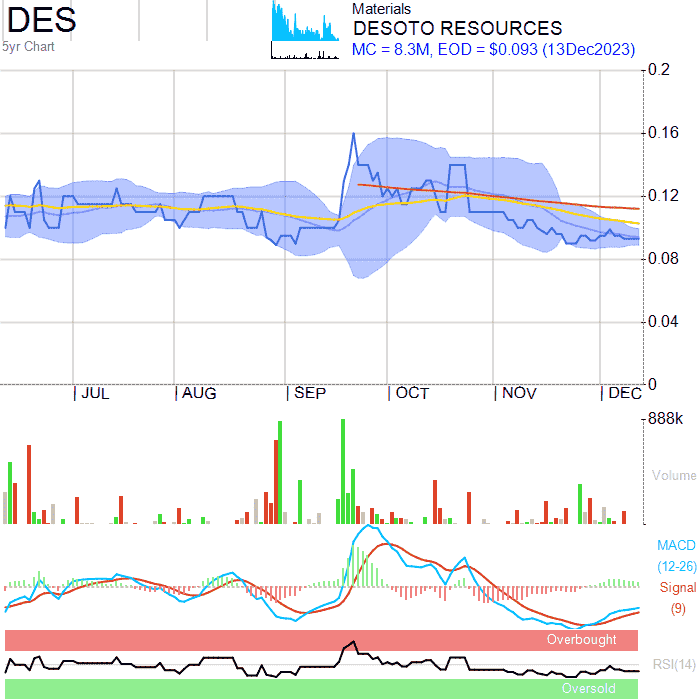 DES
5yr Chart
Materials
DESOTO RESOURCES
MC = 8.3M, EOD = $0.093 (13Dec2023)
0.2
0.16
0.12
0.08
0.04
0
JUL AUG SEP OCT NOV DEC
888k
Volume
MACD
(12-26)
Signal
(9)
Overbought
RSI(14)
Oversold